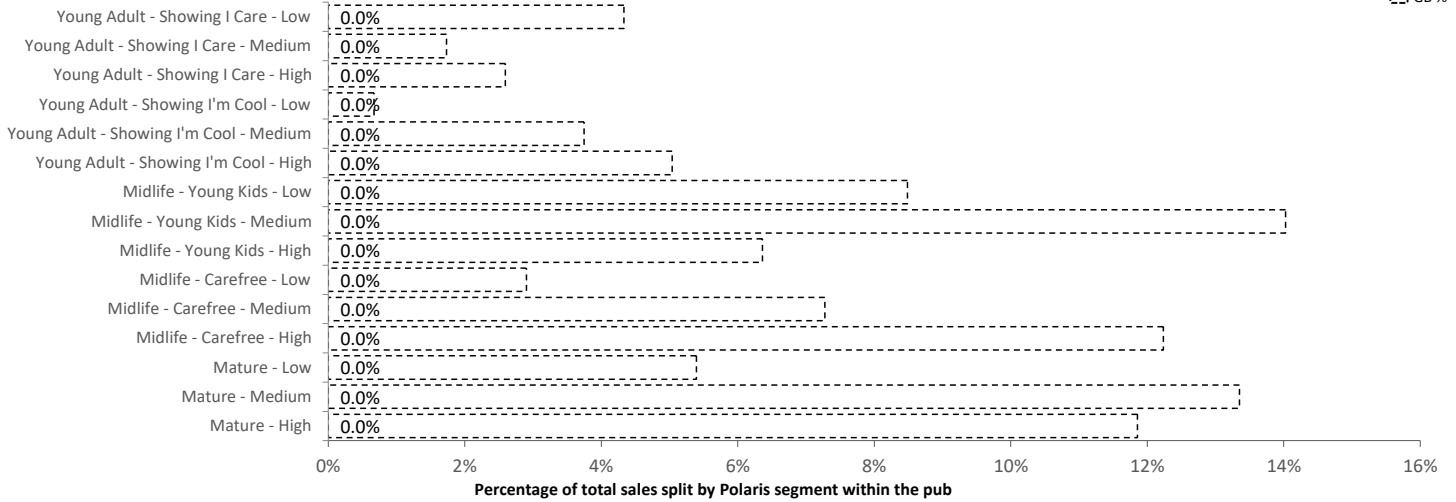 GB %
Young Adult - Showing I Care - Low 0.0%
Young Adult - Showing I Care - Medium 0.0%
Young Adult - Showing I Care - High 0.0%
Young Adult - Showing I'm Cool - Low 0.0%
Young Adult - Showing I'm Cool - Medium 0.0%
Young Adult - Showing I'm Cool - High 0.0%
Midlife - Young Kids - Low 0.0%
Midlife - Young Kids - Medium 0.0%
Midlife - Young Kids - High 0.0%
Midlife - Carefree - Low 0.0%
Midlife - Carefree - Medium 0.0%
Midlife - Carefree - High 0.0%
Mature - Low 0.0%
Mature - Medium 0.0%
Mature - High 0.0%
0% 2% 4% 6% 8% 10% 12% 14% 16%
Percentage of total sales split by Polaris segment within the pub